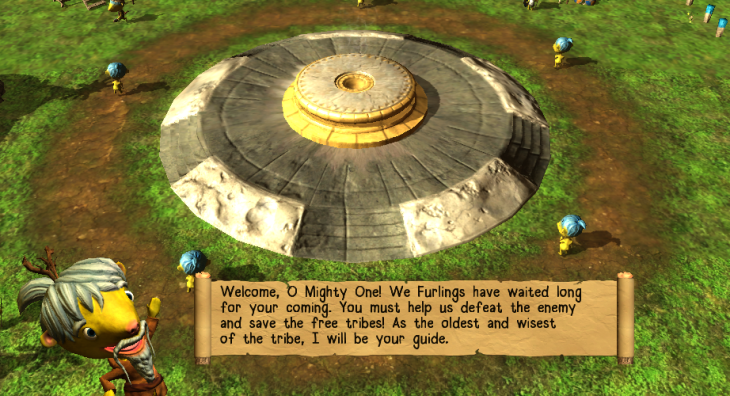 Welcome, O Mighty One! We Furlings have waited long
for your coming. You must help us defeat the enemy
and save the free tribes! As the oldest and wisest
of the tribe, I will be your guide.